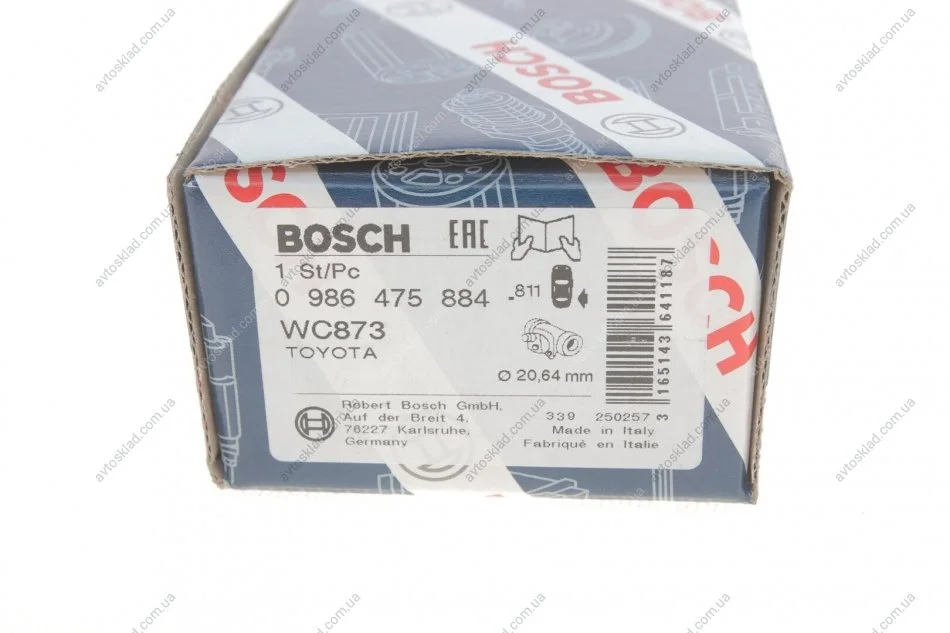 BOSCH
BOSCH
BOSCH EAC
1 St/Pc
0 986 475 884 -811
WC873
TOYOTA
Ø 20,64 mm
3 165143 641187
Robert Bosch GmbH,
Auf der Breit 4,
76227 Karlsruhe,
Germany
339 250257
Made in Italy
Fabriqué en Italie
avtosklad.com.ua